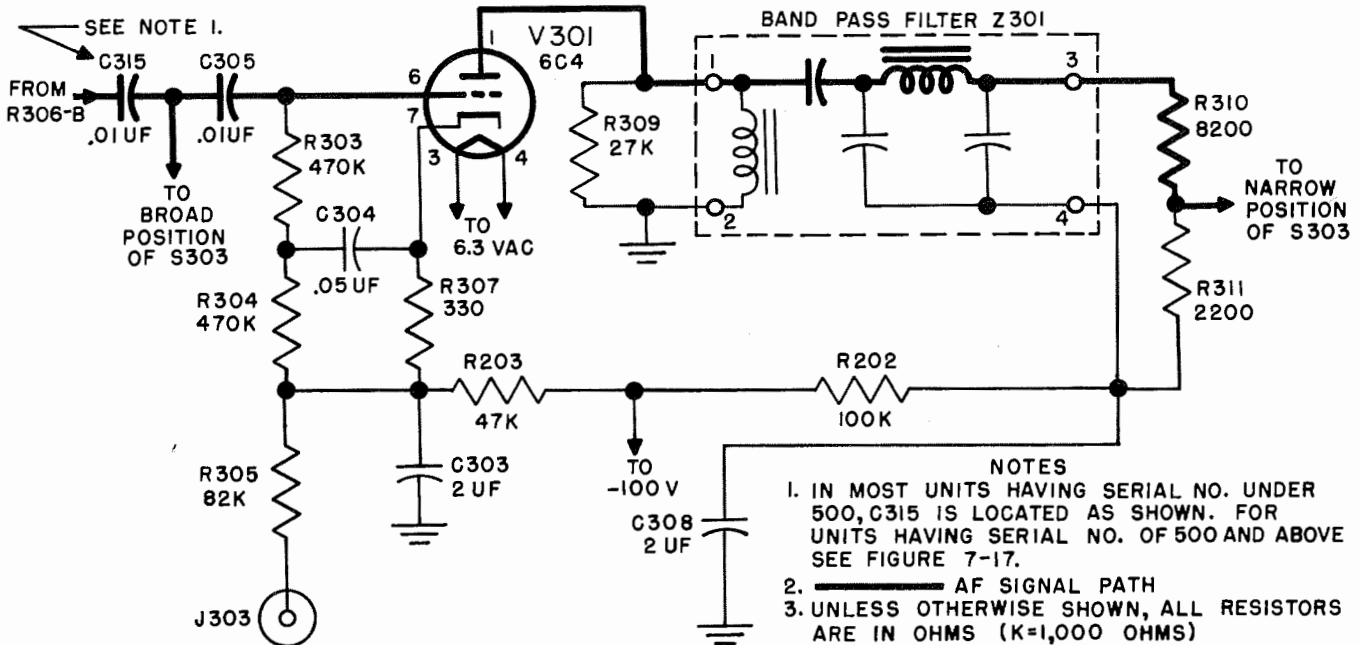 SEE NOTE 1.
C315
C305
FROM
R306-B
.01UF
.01UF
TO
BROAD
POSITION
OF S303
R303
470K
C304
.05UF
R304
470K
R305
82K
J303
1
V301
6C4
6
7
3
4
TO
6.3 VAC
R307
330
R203
47K
C303
2 UF
TO
-100 V
R309
27K
BAND PASS FILTER Z301
1
2
3
4
R310
8200
TO
NARROW
POSITION
OF S303
R311
2200
R202
100K
C308
2 UF
NOTES
1. IN MOST UNITS HAVING SERIAL NO. UNDER
500, C315 IS LOCATED AS SHOWN. FOR
UNITS HAVING SERIAL NO. OF 500 AND ABOVE
SEE FIGURE 7-17.
2. AF SIGNAL PATH
3. UNLESS OTHERWISE SHOWN, ALL RESISTORS
ARE IN OHMS (K=1,000 OHMS)